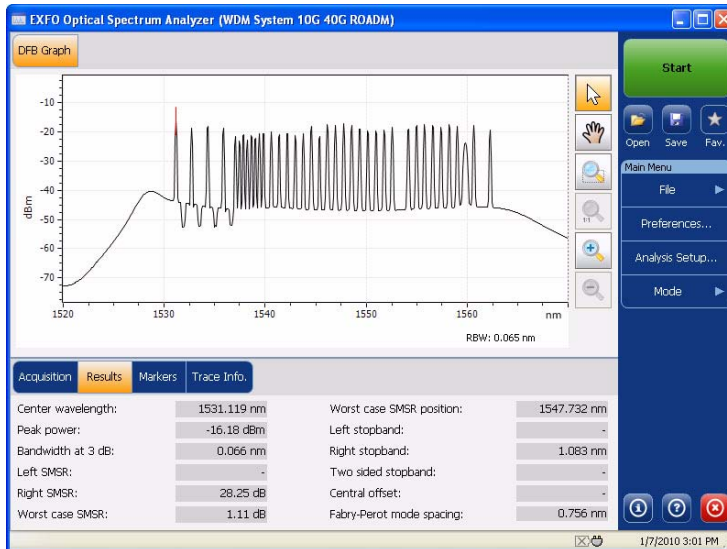 EXFO Optical Spectrum Analyzer (WDM System 10G 40G ROADM)
DFB Graph
Start
Open Save Fav.
Main Menu
File
Preferences...
Analysis Setup...
Mode
-10
-20
-30
-40
-50
-60
-70
dBm
1520 1530 1540 1550 1560 nm
RBW: 0.065 nm
1:1
Acquisition Results Markers Trace Info.
Center wavelength: 1531.119 nm Worst case SMSR position: 1547.732 nm
Peak power: -16.18 dBm Left stopband: -
Bandwidth at 3 dB: 0.066 nm Right stopband: 1.083 nm
Left SMSR: - Two sided stopband: -
Right SMSR: 28.25 dB Central offset: -
Worst case SMSR: 1.11 dB Fabry-Perot mode spacing: 0.756 nm
1/7/2010 3:01 PM